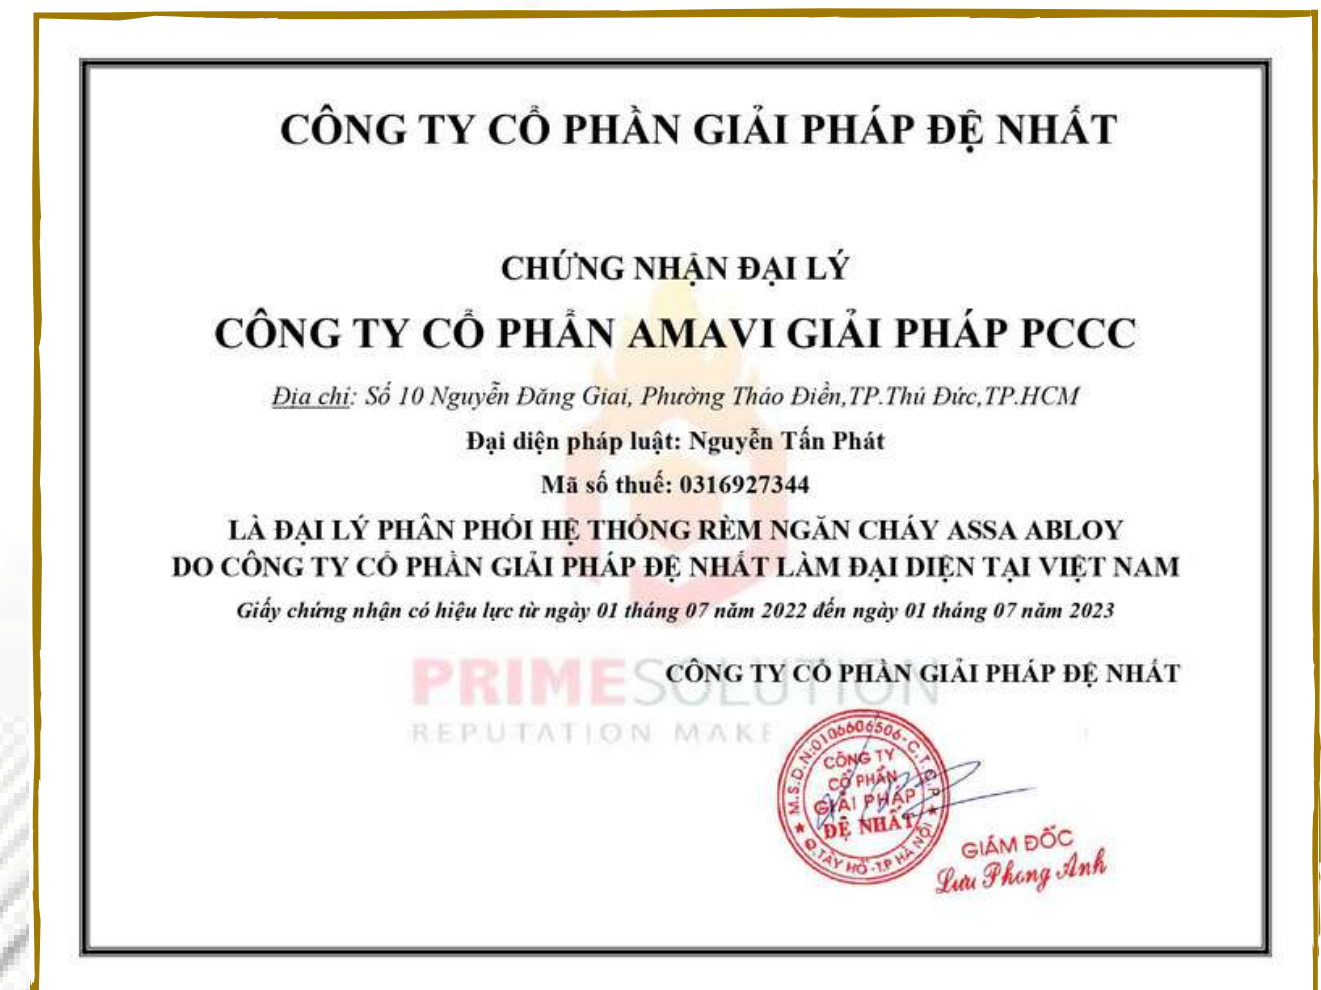 CÔNG TY CỔ PHẦN GIẢI PHÁP ĐỆ NHẤT
CHỨNG NHẬN ĐẠI LÝ
CÔNG TY CỔ PHẦN AMAVI GIẢI PHÁP PCCC
Địa chỉ: Số 10 Nguyễn Đăng Giai, Phường Thảo Điền,TP.Thủ Đức,TP.HCM
Đại diện pháp luật: Nguyễn Tấn Phát
Mã số thuế: 0316927344
LÀ ĐẠI LÝ PHÂN PHỐI HỆ THỐNG RÈM NGĂN CHÁY ASSA ABLOY
DO CÔNG TY CỔ PHẦN GIẢI PHÁP ĐỆ NHẤT LÀM ĐẠI DIỆN TẠI VIỆT NAM
Giấy chứng nhận có hiệu lực từ ngày 01 tháng 07 năm 2022 đến ngày 01 tháng 07 năm 2023
CÔNG TY CỔ PHẦN GIẢI PHÁP ĐỆ NHẤT
PRIMESOLUTION
REPUTATION MAKE
M.S.D.N:0106606506-C.T.C.P
CÔNG TY
CỔ PHẦN
GIẢI PHÁP
ĐỆ NHẤT
Q.TÂY HỒ-T.P HÀ NỘI
GIÁM ĐỐC
Lưu Phong Anh